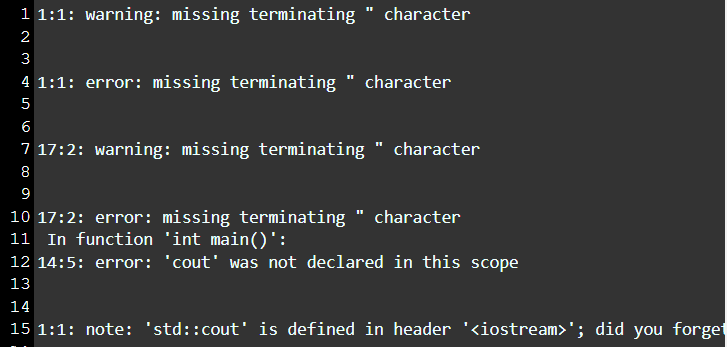 1 1:1: warning: missing terminating " character
2
3
4 1:1: error: missing terminating " character
5
6
7 17:2: warning: missing terminating " character
8
9
10 17:2: error: missing terminating " character
11 In function 'int main()':
12 14:5: error: 'cout' was not declared in this scope
13
14
15 1:1: note: 'std::cout' is defined in header '<iostream>'; did you forget